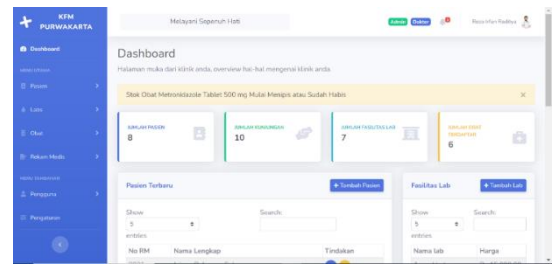 KFM
PURWAKARTA
Melayani Sepenuh Hati
Admin Dokter
Dashboard
Dashboard
Halaman muka dari klinik anda, overview hal-hal mengenai klinik anda.
Stok Obat Metronidazole Tablet 500 mg Mulai Menipis atau Sudah Habis
×
Pasien
Labs
Obat
Rekam Medis
Pengguna
Pengaturan
JUMLAH PASIEN
8
JUMLAH KUNJUNGAN
10
JUMLAH FASILITAS LAB
7
6
Pasien Terbaru
+ Tambah Pasien
Show
5
entries
Search:
No RM Nama Lengkap Tindakan
Fasilitas Lab
+ Tambah Lab
Show
5
entries
Search:
Nama lab Harga